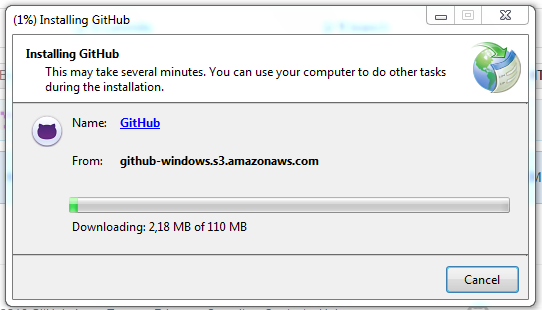 (1%) Installing GitHub
Installing GitHub
This may take several minutes. You can use your computer to do other tasks
during the installation.
Name: GitHub
From: github-windows.s3.amazonaws.com
Downloading: 2,18 MB of 110 MB
Cancel